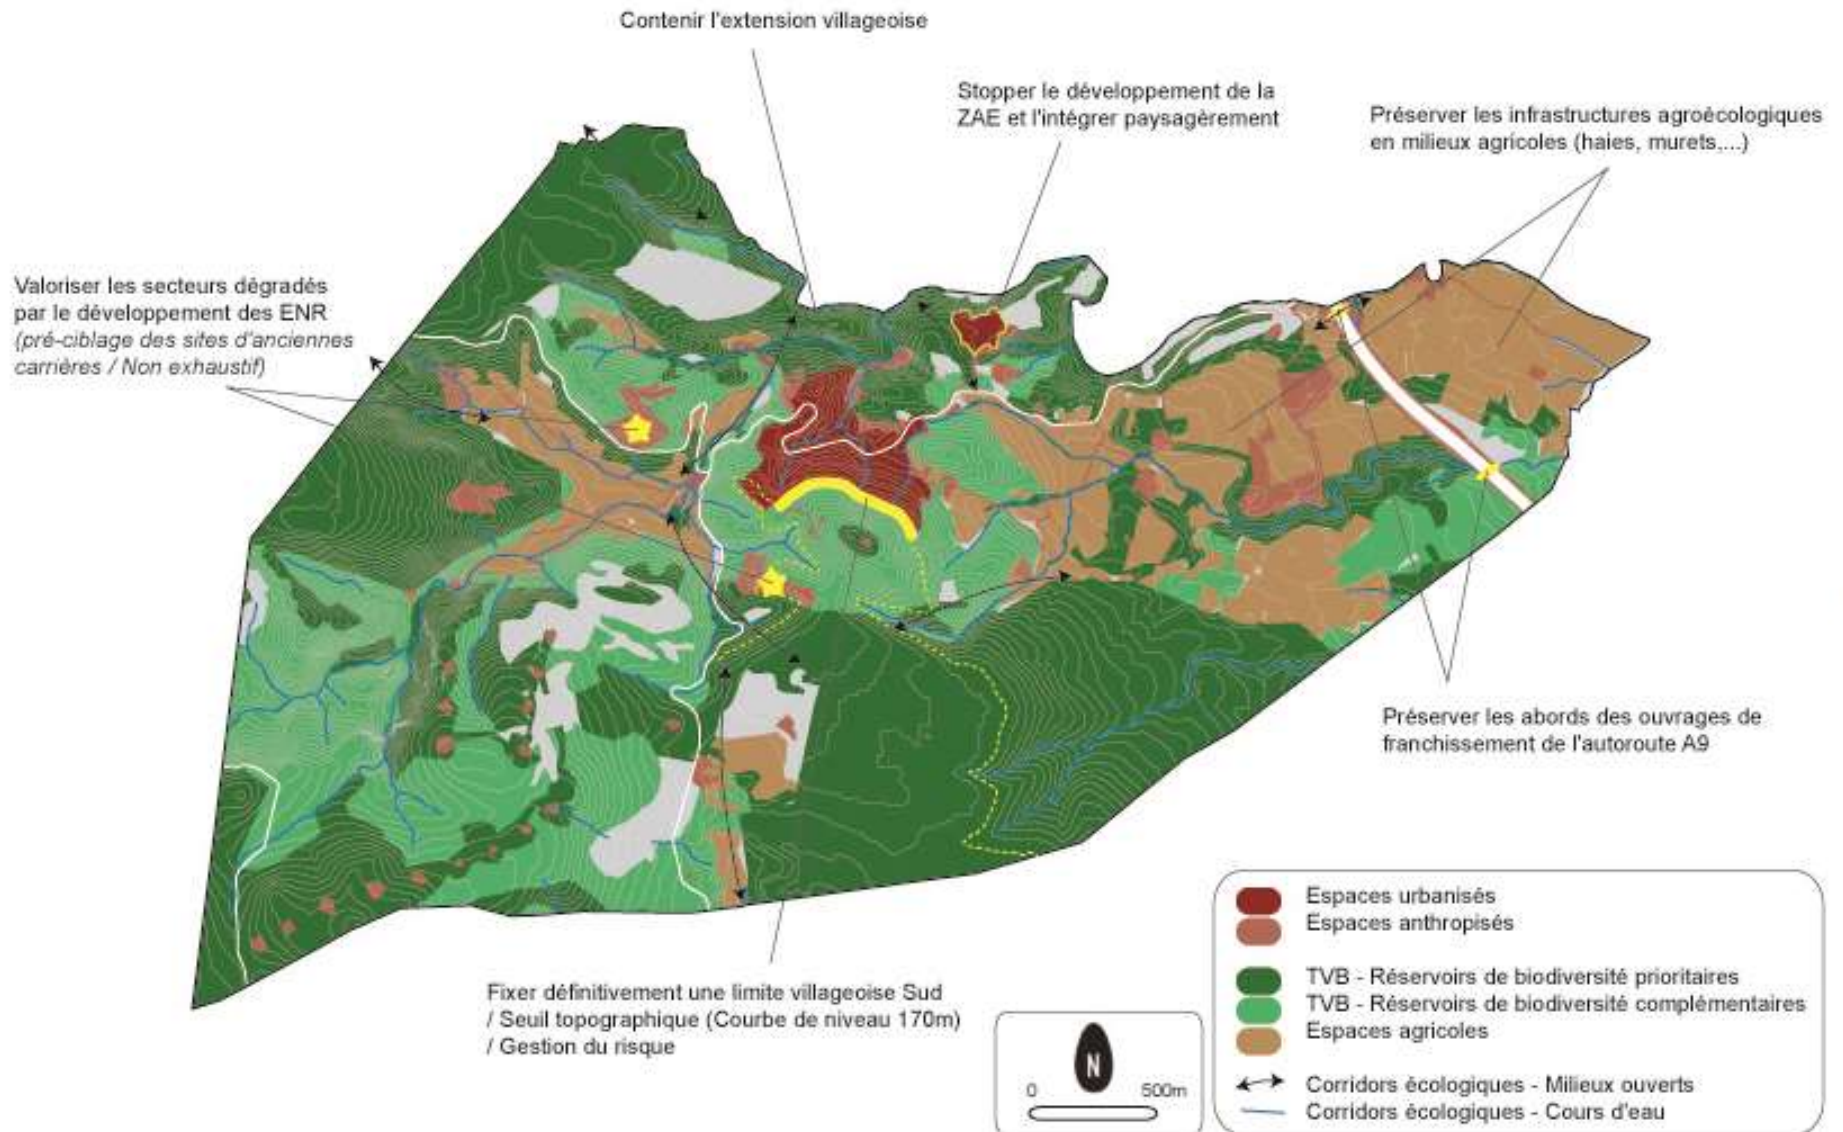 Contenir l'extension villageoise
Stopper le développement de la
ZAE et l'intégrer paysagèrement
Préserver les infrastructures agroécologiques
en milieux agricoles (haies, murets,...)
Valoriser les secteurs dégradés
par le développement des ENR
(pré-ciblage des sites d'anciennes
carrières / Non exhaustif)
Préserver les abords des ouvrages de
franchissement de l'autoroute A9
Fixer définitivement une limite villageoise Sud
/ Seuil topographique (Courbe de niveau 170m)
/ Gestion du risque
N
0 500m
Espaces urbanisés
Espaces anthropisés
TVB - Réservoirs de biodiversité prioritaires
TVB - Réservoirs de biodiversité complémentaires
Espaces agricoles
Corridors écologiques - Milieux ouverts
Corridors écologiques - Cours d'eau